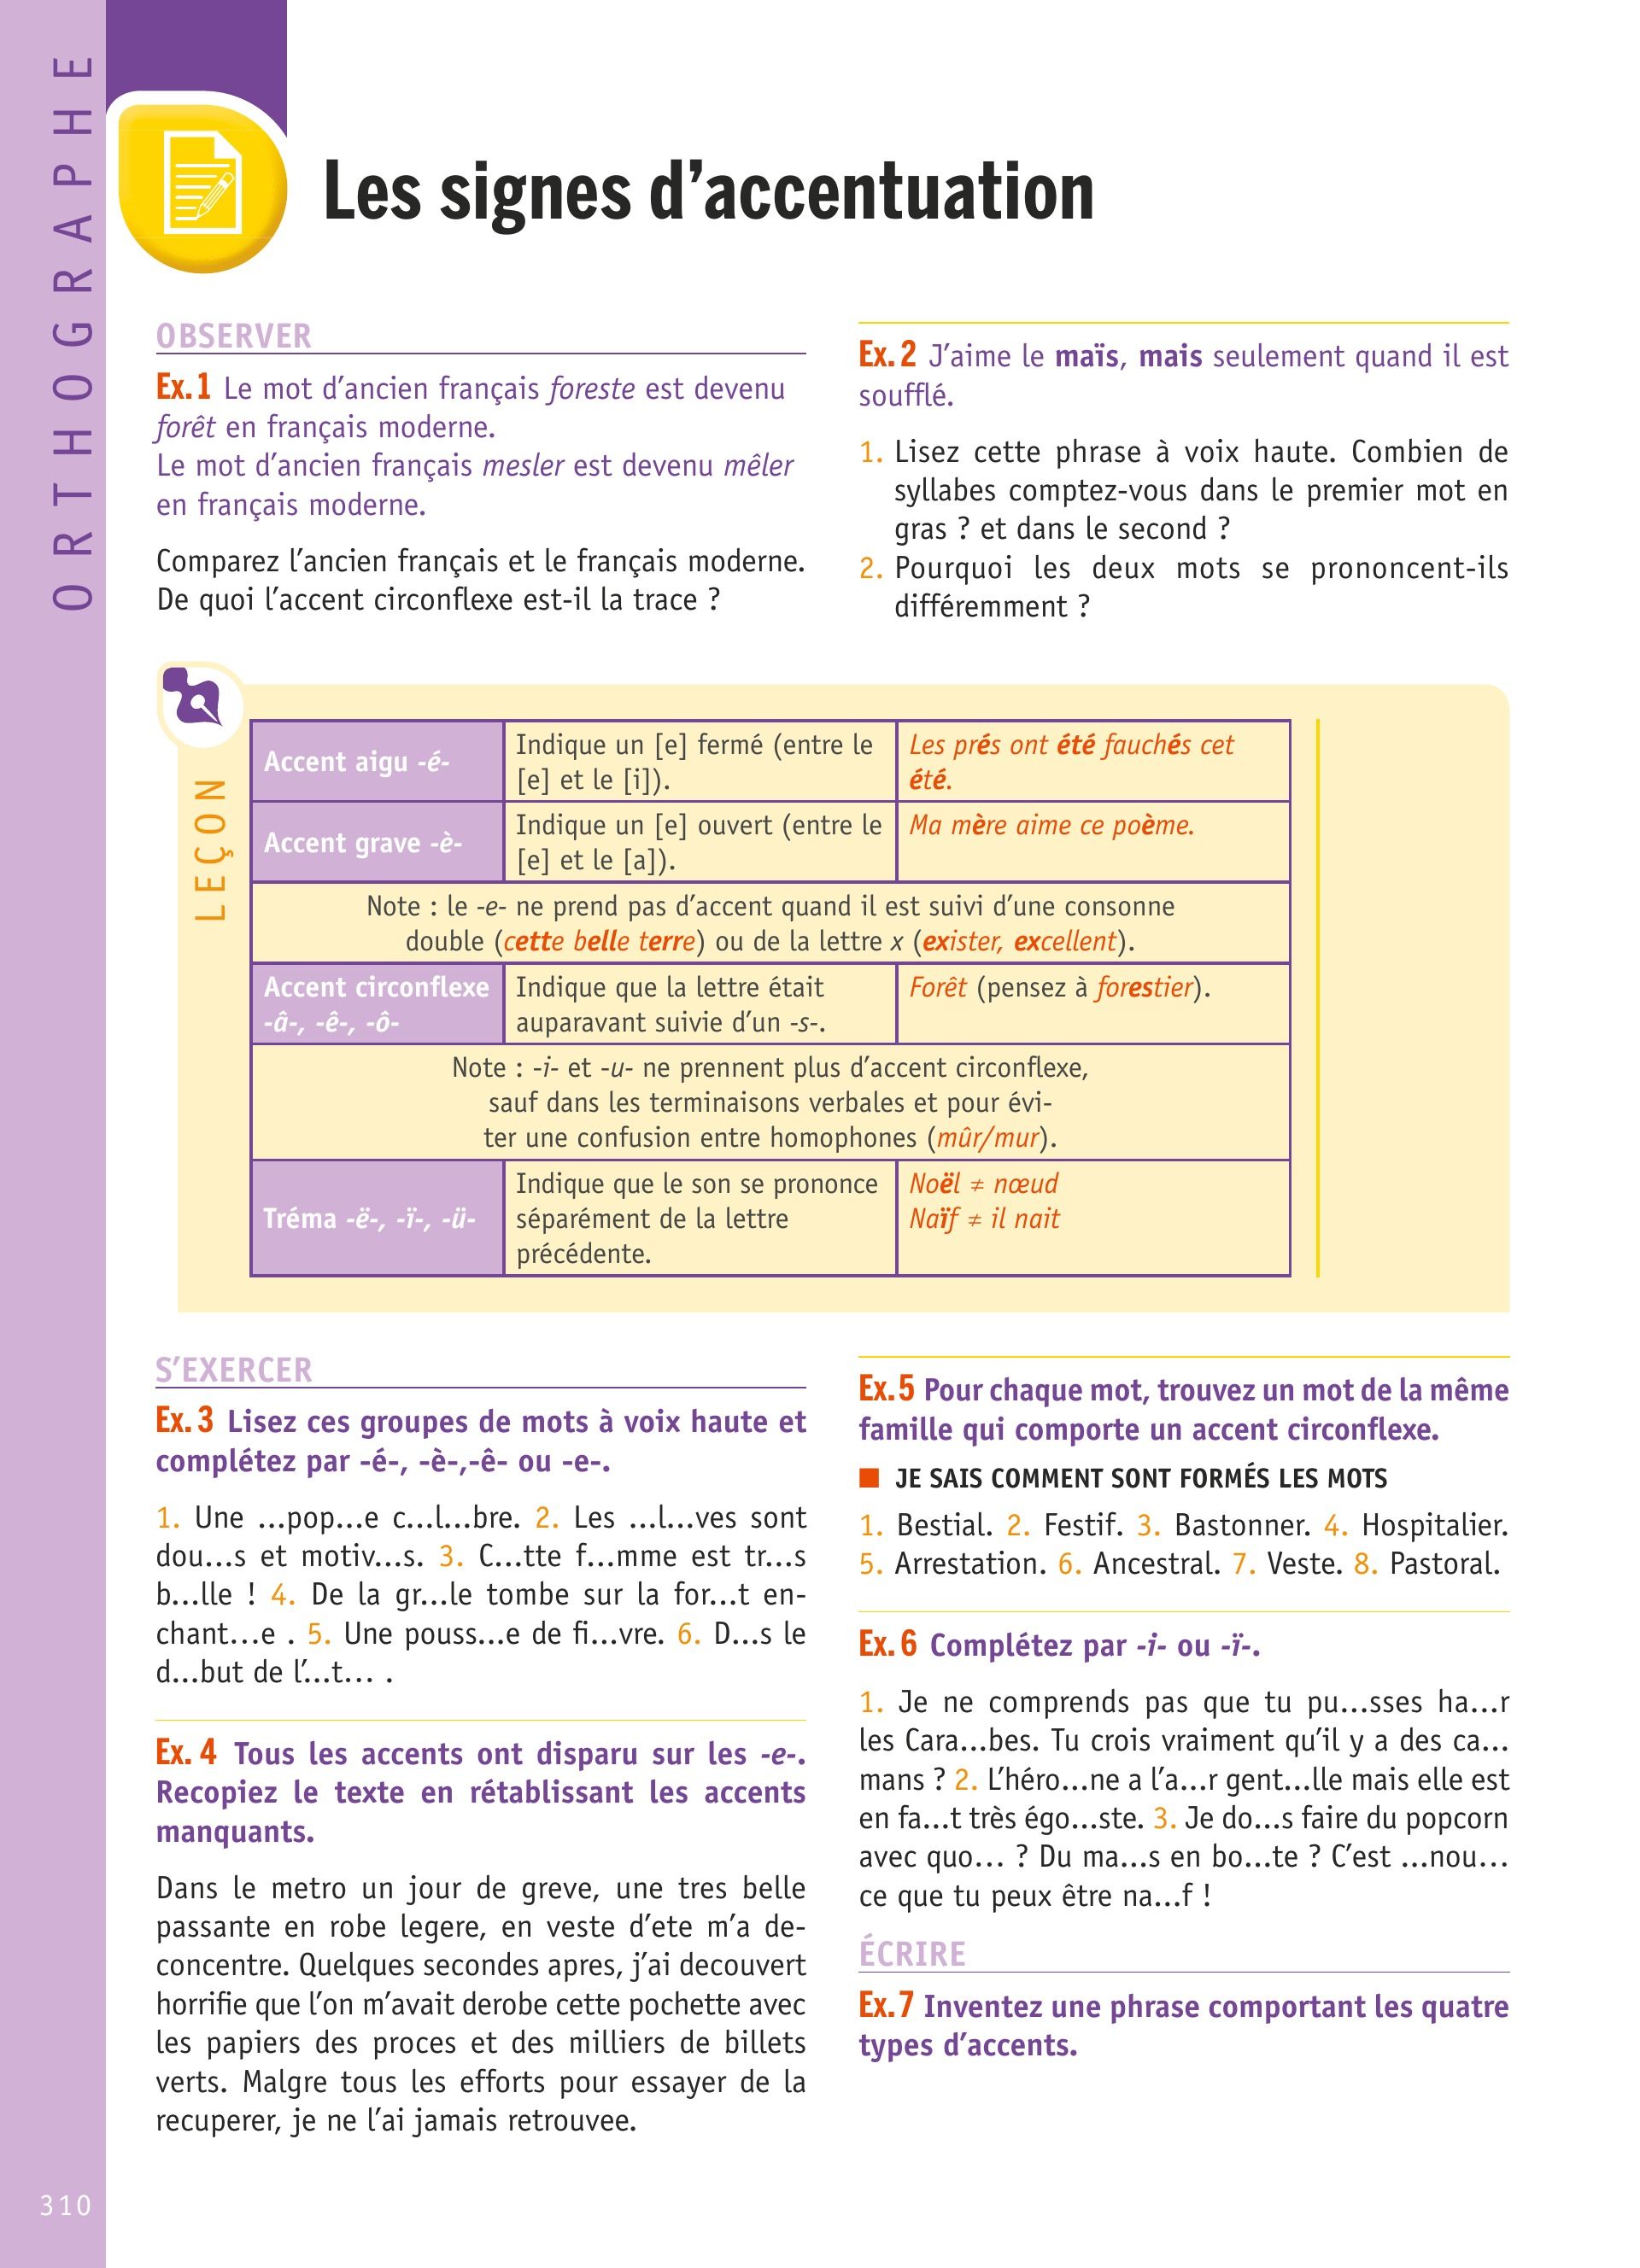 ORTHOGRAPHE
Les signes d’accentuation
OBSERVER
Ex. 1 Le mot d’ancien français foreste est devenu
forêt en français moderne.
Le mot d’ancien français mesler est devenu mêler
en français moderne.
Comparez l’ancien français et le français moderne.
De quoi l’accent circonflexe est-il la trace ?
Ex. 2 J’aime le maïs, mais seulement quand il est
soufflé.
1. Lisez cette phrase à voix haute. Combien de
syllabes comptez-vous dans le premier mot en
gras ? et dans le second ?
2. Pourquoi les deux mots se prononcent-ils
différemment ?
LEÇON
Accent aigu -é-
Indique un [e] fermé (entre le
[e] et le [i]).
Les prés ont été fauchés cet
été.
Accent grave -è-
Indique un [e] ouvert (entre le
[e] et le [a]).
Ma mère aime ce poème.
Note : le -e- ne prend pas d’accent quand il est suivi d’une consonne
double (cette belle terre) ou de la lettre x (exister, excellent).
Accent circonflexe
-â-, -ê-, -ô-
Indique que la lettre était
auparavant suivie d’un -s-.
Forêt (pensez à forestier).
Note : -i- et -u- ne prennent plus d’accent circonflexe,
sauf dans les terminaisons verbales et pour évi-
ter une confusion entre homophones (mûr/mur).
Tréma -ë-, -ï-, -ü-
Indique que le son se prononce
séparément de la lettre
précédente.
Noël ≠ nœud
Naïf ≠ il nait
S’EXERCER
Ex. 3 Lisez ces groupes de mots à voix haute et
complétez par -é-, -è-,-ê- ou -e-.
1. Une ...pop...e c...l...bre. 2. Les ...l...ves sont
dou...s et motiv...s. 3. C...tte f...mme est tr...s
b...lle ! 4. De la gr...le tombe sur la for...t en-
chant...e . 5. Une pouss...e de fi...vre. 6. D...s le
d...but de l’...t... .
Ex. 4 Tous les accents ont disparu sur les -e-.
Recopiez le texte en rétablissant les accents
manquants.
Dans le metro un jour de greve, une tres belle
passante en robe legere, en veste d’ete m’a de-
concentre. Quelques secondes apres, j’ai decouvert
horrifie que l’on m’avait derobe cette pochette avec
les papiers des proces et des milliers de billets
verts. Malgre tous les efforts pour essayer de la
recuperer, je ne l’ai jamais retrouvee.
Ex. 5 Pour chaque mot, trouvez un mot de la même
famille qui comporte un accent circonflexe.
■ JE SAIS COMMENT SONT FORMÉS LES MOTS
1. Bestial. 2. Festif. 3. Bastonner. 4. Hospitalier.
5. Arrestation. 6. Ancestral. 7. Veste. 8. Pastoral.
Ex. 6 Complétez par -i- ou -ï-.
1. Je ne comprends pas que tu pu...sses ha...r
les Cara...bes. Tu crois vraiment qu’il y a des ca...
mans ? 2. L’héro...ne a l’a...r gent...lle mais elle est
en fa...t très égo...ste. 3. Je do...s faire du popcorn
avec quo... ? Du ma...s en bo...te ? C’est ...nou...
ce que tu peux être na...f !
ÉCRIRE
Ex. 7 Inventez une phrase comportant les quatre
types d’accents.
310